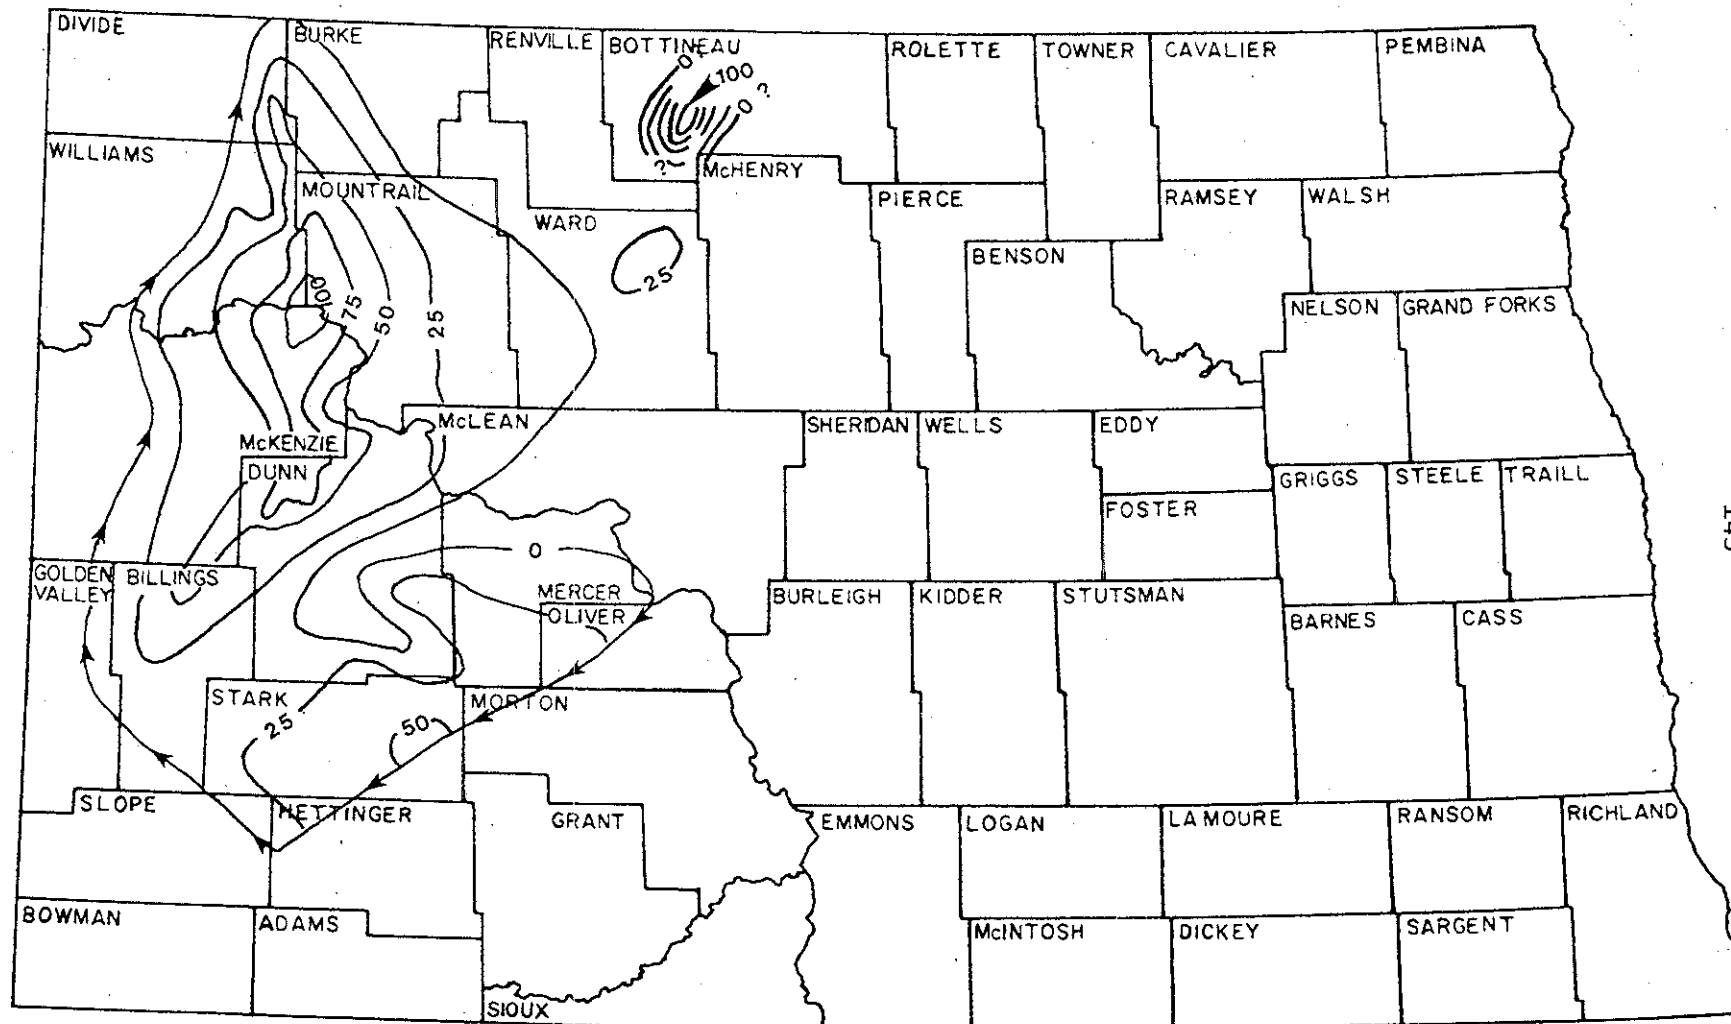 DIVIDE
BURKE
RENVILLE
BOTTINEAU
ROLETTE
TOWNER
CAVALIER
PEMBINA
0?
100
0 ?
?
WILLIAMS
MOUNTRAIL
WARD
McHENRY
PIERCE
RAMSEY
WALSH
BENSON
25
NELSON
GRAND FORKS
100
75
50
25
McKENZIE
DUNN
McLEAN
SHERIDAN
WELLS
EDDY
FOSTER
GRIGGS
STEELE
TRAILL
GOLDEN
VALLEY
BILLINGS
0
MERCER
OLIVER
BURLEIGH
KIDDER
STUTSMAN
BARNES
CASS
STARK
25
50
MORTON
SLOPE
HETTINGER
GRANT
EMMONS
LOGAN
LA MOURE
RANSOM
RICHLAND
BOWMAN
ADAMS
SIOUX
McINTOSH
DICKEY
SARGENT